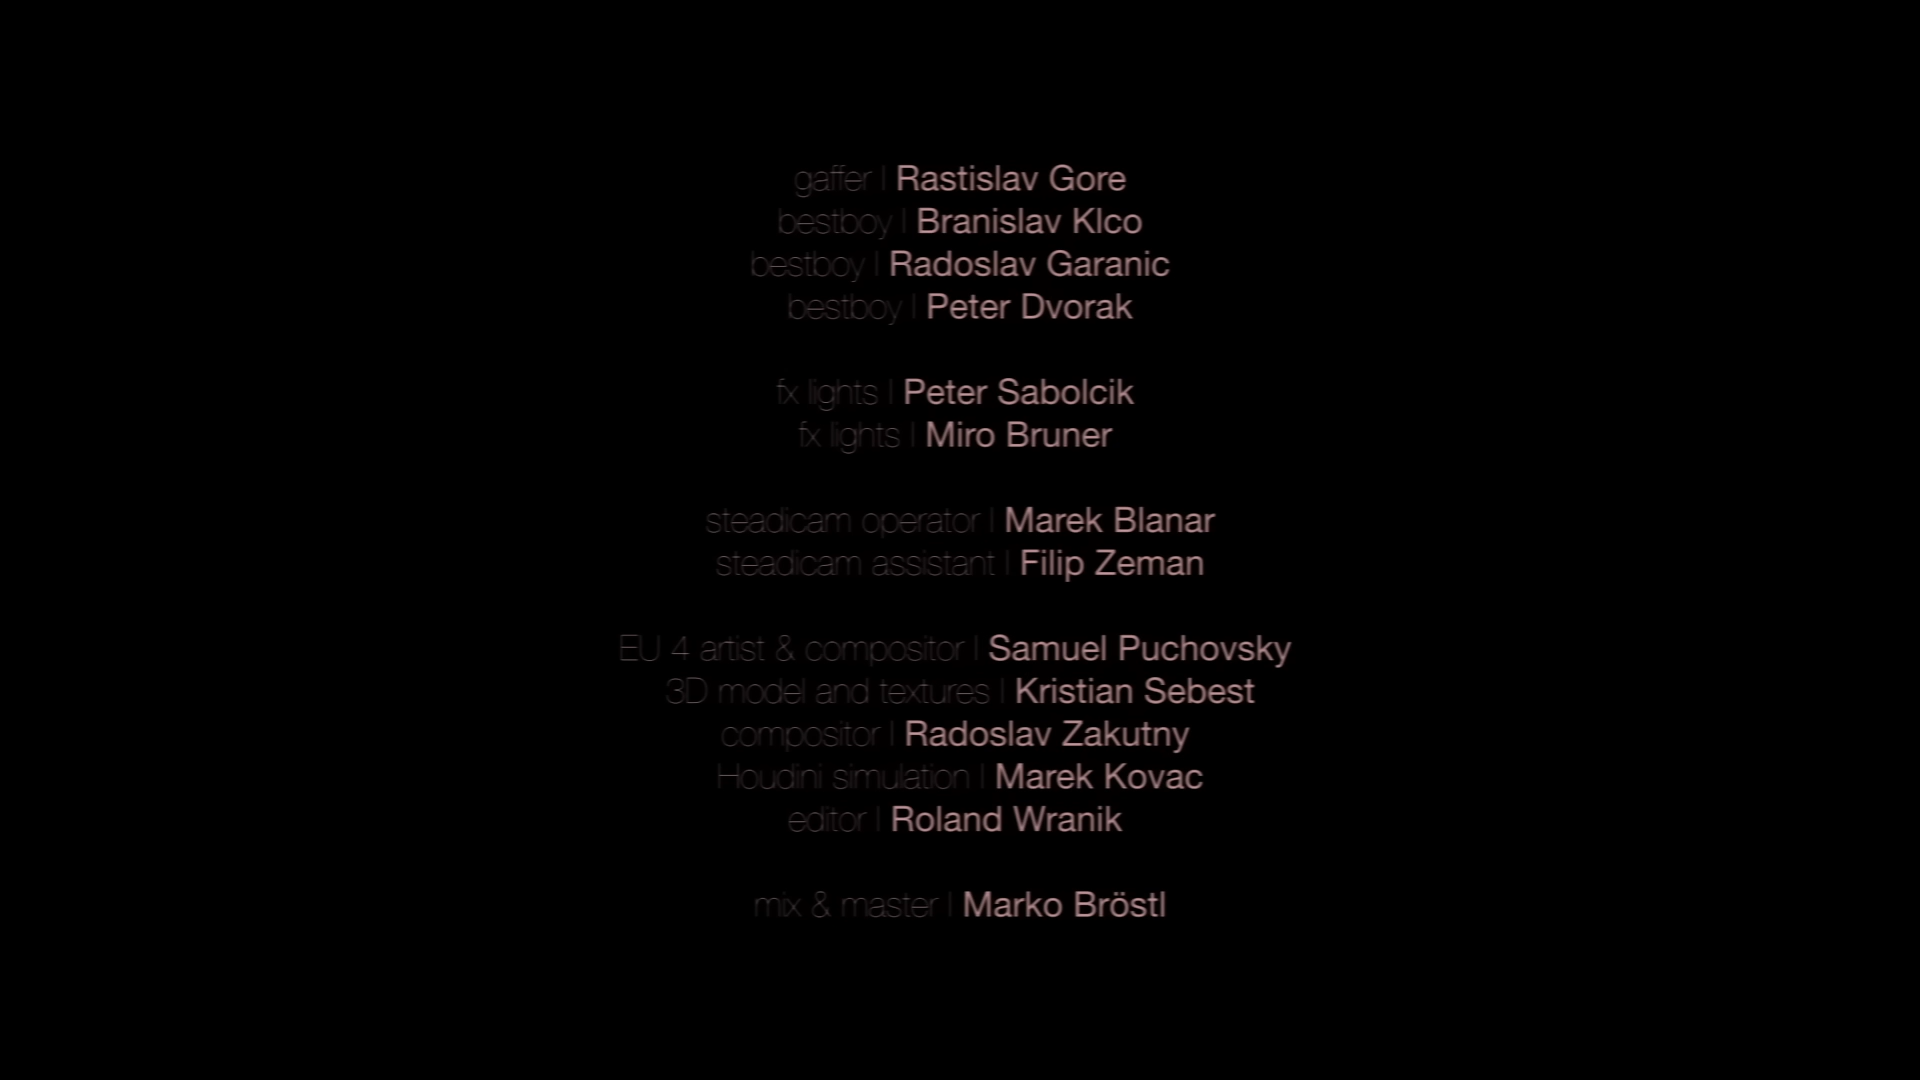 gaffer | Rastislav Gore
bestboy | Branislav Klco
bestboy | Radoslav Garanic
bestboy | Peter Dvorak
fx lights | Peter Sabolcik
fx lights | Miro Bruner
steadicam operator | Marek Blanar
steadicam assistant | Filip Zeman
EU 4 artist & compositor | Samuel Puchovsky
3D model and textures | Kristian Sebest
compositor | Radoslav Zakutny
Houdini simulation | Marek Kovac
editor | Roland Wranik
mix & master | Marko Bröstl